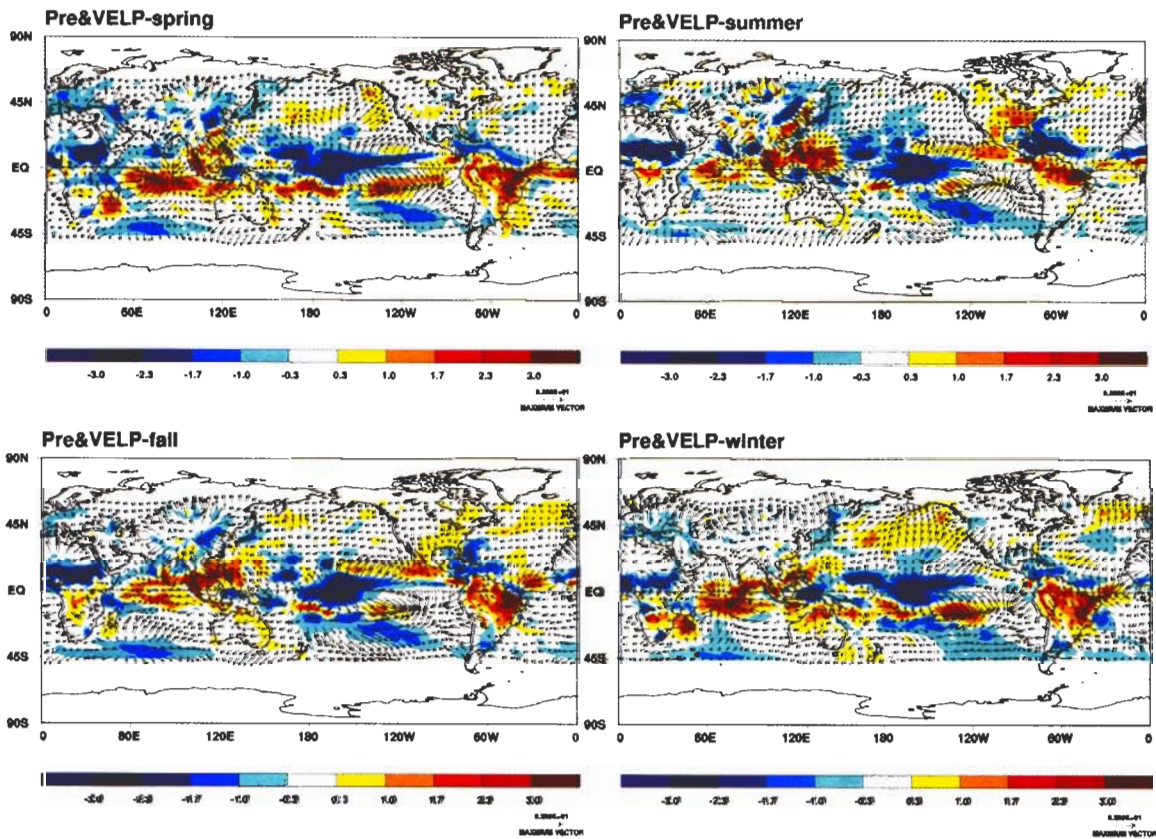 Pre&VELP-spring
90N
45N
EQ
45S
90S
0 60E 120E 180 120W 60W 0
-3.0 -2.3 -1.7 -1.0 -0.3 0.3 1.0 1.7 2.3 3.0
MAXIMUM VECTOR
Pre&VELP-summer
90N
45N
EQ
45S
90S
0 60E 120E 180 120W 60W 0
-3.0 -2.3 -1.7 -1.0 -0.3 0.3 1.0 1.7 2.3 3.0
MAXIMUM VECTOR
Pre&VELP-fall
90N
45N
EQ
45S
90S
0 60E 120E 180 120W 60W 0
-1.7 -1.0 1.0 1.7 2.3 3.0
MAXIMUM VECTOR
Pre&VELP-winter
90N
45N
EQ
45S
90S
0 60E 120E 180 120W 60W 0
-1.7 -1.0 1.0 1.7 2.3 3.0
MAXIMUM VECTOR